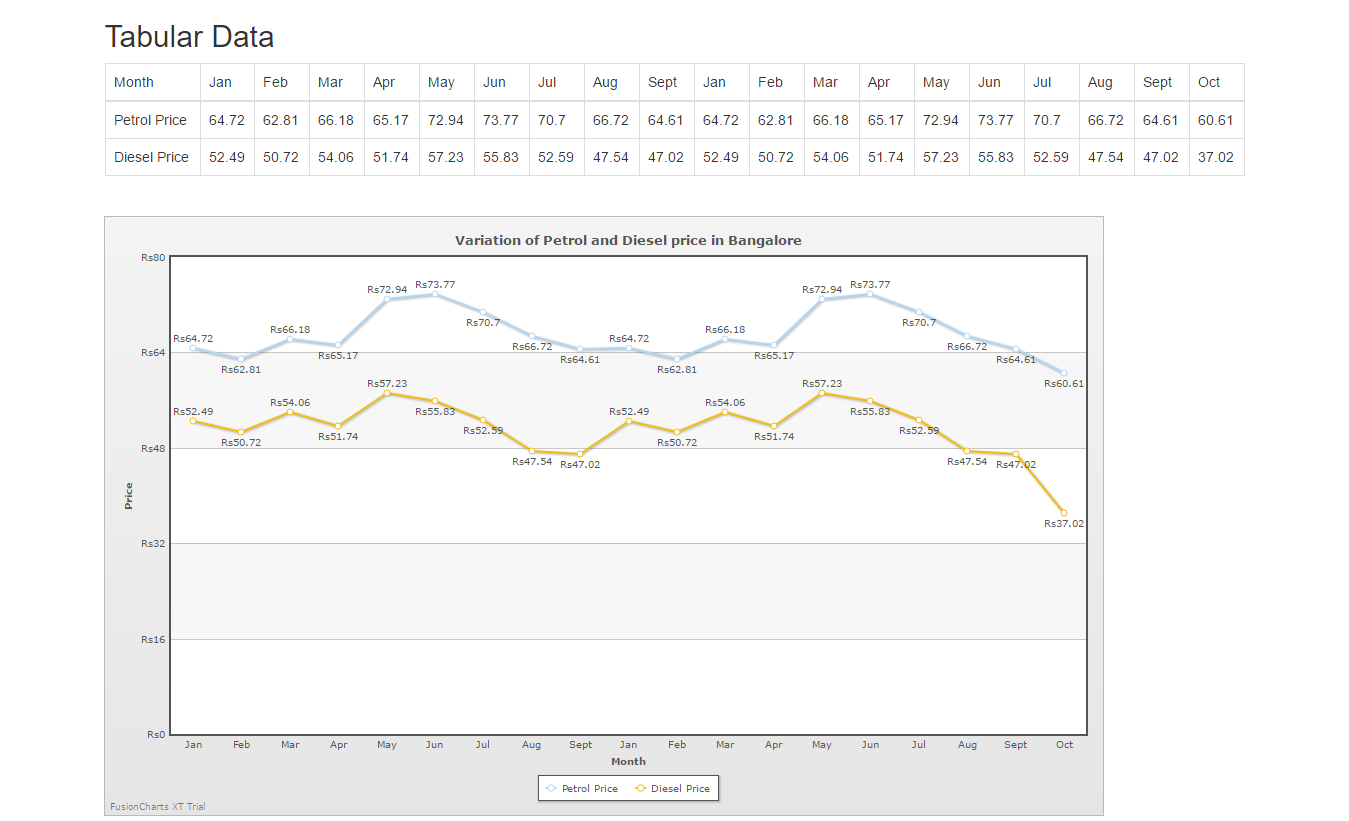 Tabular Data
Month Jan Feb Mar Apr May Jun Jul Aug Sept Jan Feb Mar Apr May Jun Jul Aug Sept Oct
Petrol Price 64.72 62.81 66.18 65.17 72.94 73.77 70.7 66.72 64.61 64.72 62.81 66.18 65.17 72.94 73.77 70.7 66.72 64.61 60.61
Diesel Price 52.49 50.72 54.06 51.74 57.23 55.83 52.59 47.54 47.02 52.49 50.72 54.06 51.74 57.23 55.83 52.59 47.54 47.02 37.02
Variation of Petrol and Diesel price in Bangalore
Rs80
Rs72.94 Rs73.77 Rs72.94 Rs73.77
Rs70.7 Rs70.7
Rs64.72 Rs66.18 Rs64.72 Rs66.18
Rs66.72 Rs66.72
Rs64 Rs65.17 Rs64.61 Rs65.17 Rs64.61
Rs62.81 Rs62.81
Rs57.23 Rs57.23 Rs60.61
Rs52.49 Rs54.06 Rs55.83 Rs52.49 Rs54.06 Rs55.83
Rs50.72 Rs51.74 Rs52.59 Rs50.72 Rs51.74 Rs52.59
Rs48
Rs47.54 Rs47.02 Rs47.54 Rs47.02
Price
Rs37.02
Rs32
Rs16
Rs0
Jan Feb Mar Apr May Jun Jul Aug Sept Jan Feb Mar Apr May Jun Jul Aug Sept Oct
Month
Petrol Price Diesel Price
FusionCharts XT Trial